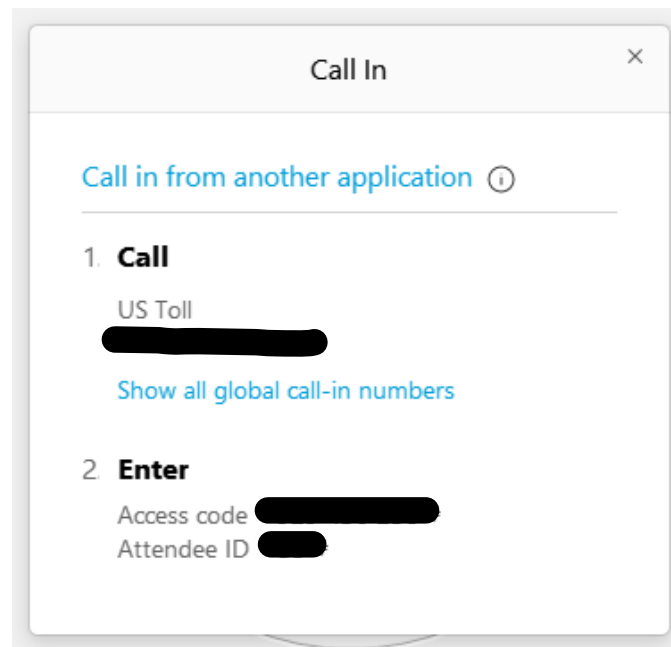 Call In
Call in from another application
1. Call
US Toll
Show all global call-in numbers
2. Enter
Access code
Attendee ID